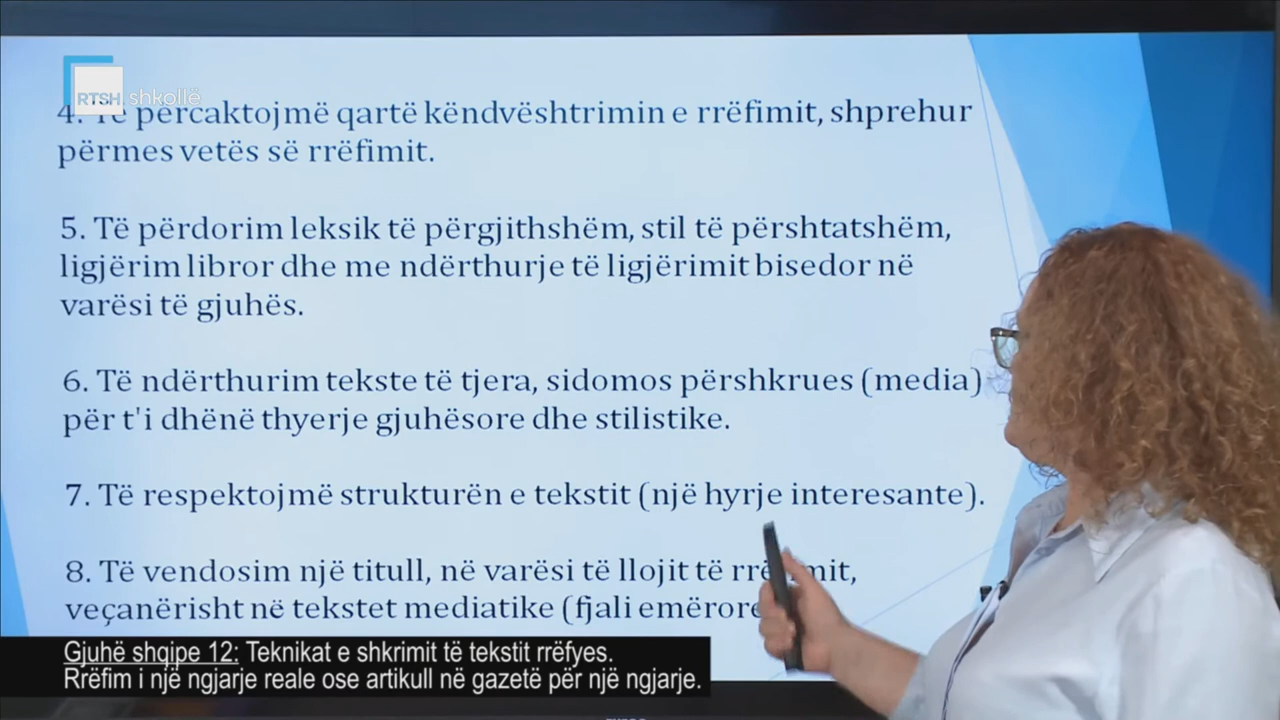 RTSH shkollë
4. Të përcaktojmë qartë këndvështrimin e rrëfimit, shprehur
përmes vetës së rrëfimit.
5. Të përdorim leksik të përgjithshëm, stil të përshtatshëm,
ligjërim libror dhe me ndërthurje të ligjërimit bisedor në
varësi të gjuhës.
6. Të ndërthurim tekste të tjera, sidomos përshkrues (media)
për t'i dhënë thyerje gjuhësore dhe stilistike.
7. Të respektojmë strukturën e tekstit (një hyrje interesante).
8. Të vendosim një titull, në varësi të llojit të rrëfimit,
veçanërisht në tekstet mediatike (fjali emërore
Gjuhë shqipe 12: Teknikat e shkrimit të tekstit rrëfyes.
Rrëfim i një ngjarje reale ose artikull në gazetë për një ngjarje.